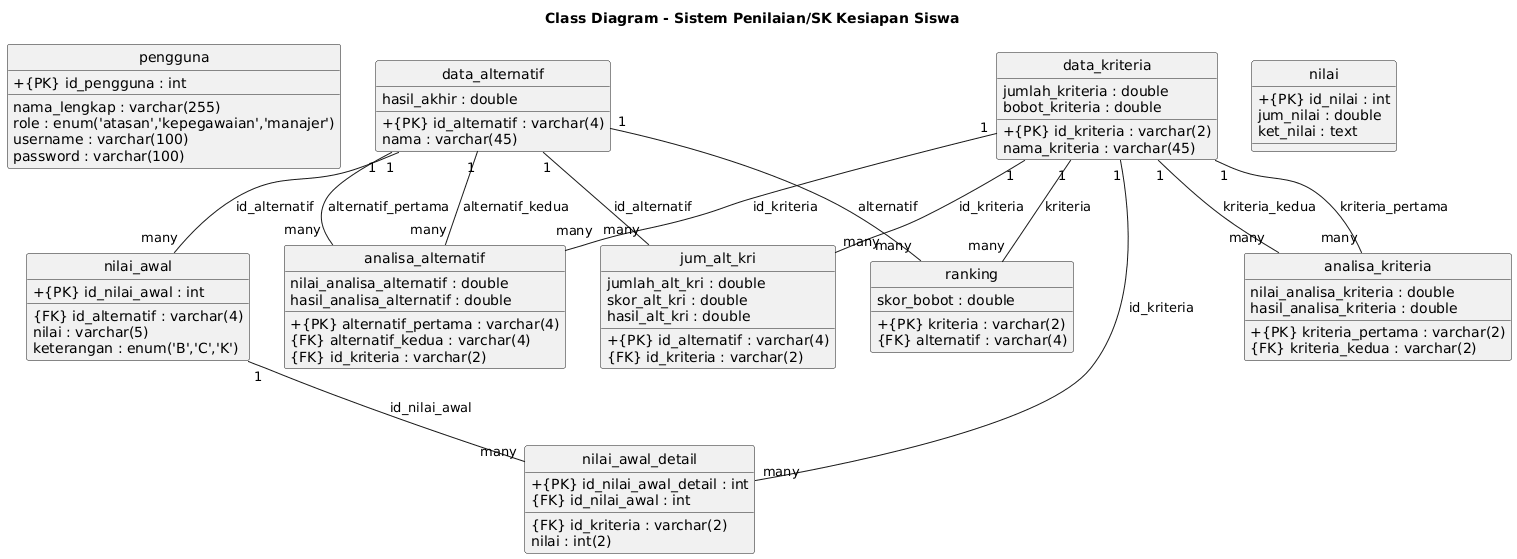 Class Diagram - Sistem Penilaian/SK Kesiapan Siswa
pengguna
+{PK} id_pengguna : int
nama_lengkap : varchar(255)
role : enum('atasan','kepegawaian','manajer')
username : varchar(100)
password : varchar(100)
data_alternatif
hasil_akhir : double
+{PK} id_alternatif : varchar(4)
nama : varchar(45)
data_kriteria
jumlah_kriteria : double
bobot_kriteria : double
+{PK} id_kriteria : varchar(2)
nama_kriteria : varchar(45)
nilai
+{PK} id_nilai : int
jum_nilai : double
ket_nilai : text
1
1
1
1
1
1
1
1
1
1
1
id_alternatif
alternatif_pertama
alternatif_kedua
id_alternatif
id_kriteria
alternatif
id_kriteria
kriteria
kriteria_kedua
kriteria_pertama
many
many
many
many
many
many
many
many
many
many
nilai_awal
+{PK} id_nilai_awal : int
{FK} id_alternatif : varchar(4)
nilai : varchar(5)
keterangan : enum('B','C','K')
analisa_alternatif
nilai_analisa_alternatif : double
hasil_analisa_alternatif : double
+{PK} alternatif_pertama : varchar(4)
{FK} alternatif_kedua : varchar(4)
{FK} id_kriteria : varchar(2)
jum_alt_kri
jumlah_alt_kri : double
skor_alt_kri : double
hasil_alt_kri : double
+{PK} id_alternatif : varchar(4)
{FK} id_kriteria : varchar(2)
ranking
skor_bobot : double
+{PK} kriteria : varchar(2)
{FK} alternatif : varchar(4)
id_kriteria
analisa_kriteria
nilai_analisa_kriteria : double
hasil_analisa_kriteria : double
+{PK} kriteria_pertama : varchar(2)
{FK} kriteria_kedua : varchar(2)
1
id_nilai_awal
many
many
nilai_awal_detail
+{PK} id_nilai_awal_detail : int
{FK} id_nilai_awal : int
{FK} id_kriteria : varchar(2)
nilai : int(2)